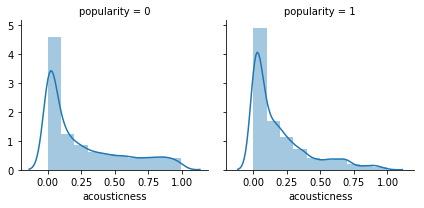 popularity = 0
popularity = 1
5
4
3
2
1
0
0.00 0.25 0.50 0.75 1.00
0.00 0.25 0.50 0.75 1.00
acousticness
acousticness